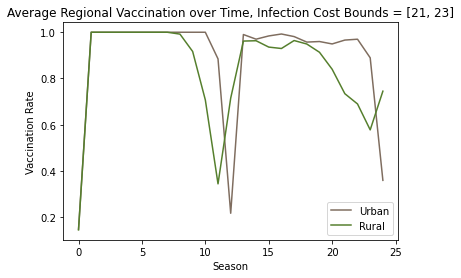 Average Regional Vaccination over Time, Infection Cost Bounds = [21, 23]
1.0
0.8
0.6
0.4
0.2
Vaccination Rate
Urban
Rural
0 5 10 15 20 25
Season